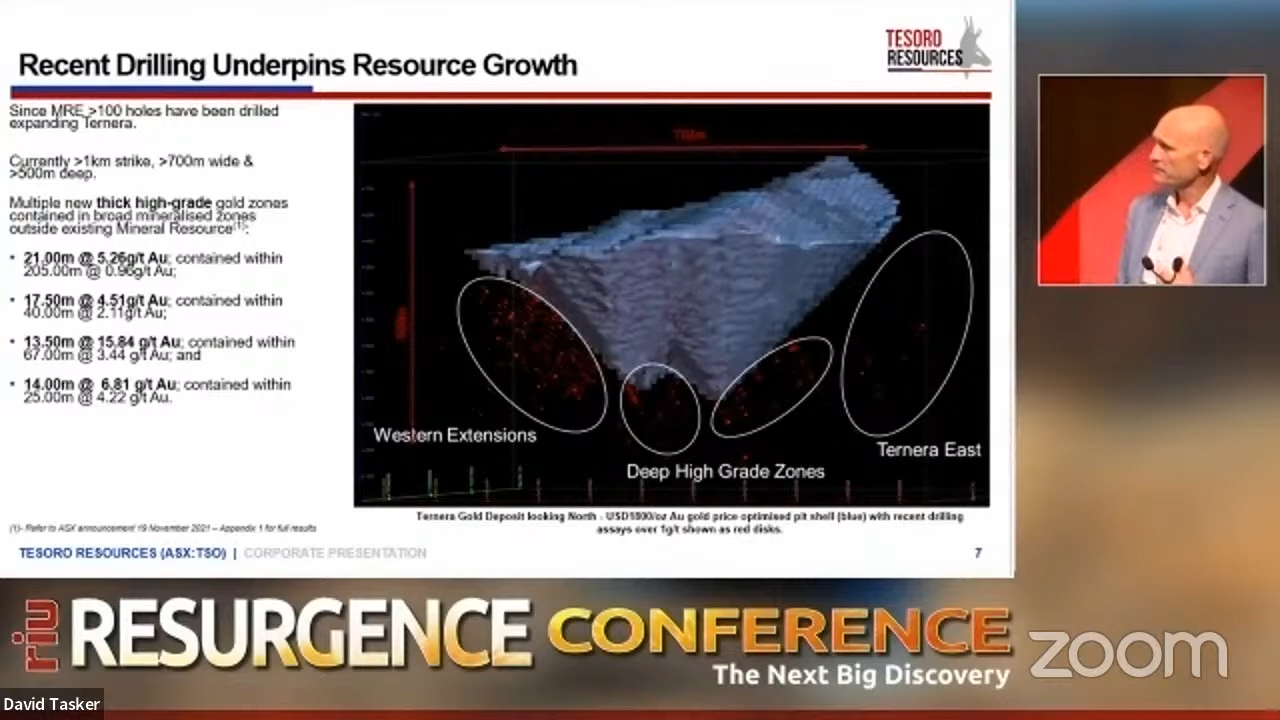 Recent Drilling Underpins Resource Growth
TESORO
RESOURCES
Since MRE >100 holes have been drilled
expanding Ternera.
Currently >1km strike, >700m wide &
>500m deep.
Multiple new thick high-grade gold zones
contained in broad mineralised zones
outside existing Mineral Resource(1):
• 21.00m @ 5.26g/t Au; contained within
205.00m @ 0.96g/t Au;
• 17.50m @ 4.51g/t Au; contained within
40.00m @ 2.11g/t Au;
• 13.50m @ 15.84 g/t Au; contained within
67.00m @ 3.44 g/t Au; and
• 14.00m @ 6.81 g/t Au; contained within
25.00m @ 4.22 g/t Au.
Western Extensions
Deep High Grade Zones
Ternera East
Ternera Gold Deposit looking North - USD1800/oz Au gold price optimised pit shell (blue) with recent drilling
assays over 1g/t shown as red disks.
(1)- Refer to ASX announcement 19 November 2021 – Appendix 1 for full results
TESORO RESOURCES (ASX:TSO) | CORPORATE PRESENTATION
7
riu RESURGENCE CONFERENCE
The Next Big Discovery
zoom
David Tasker